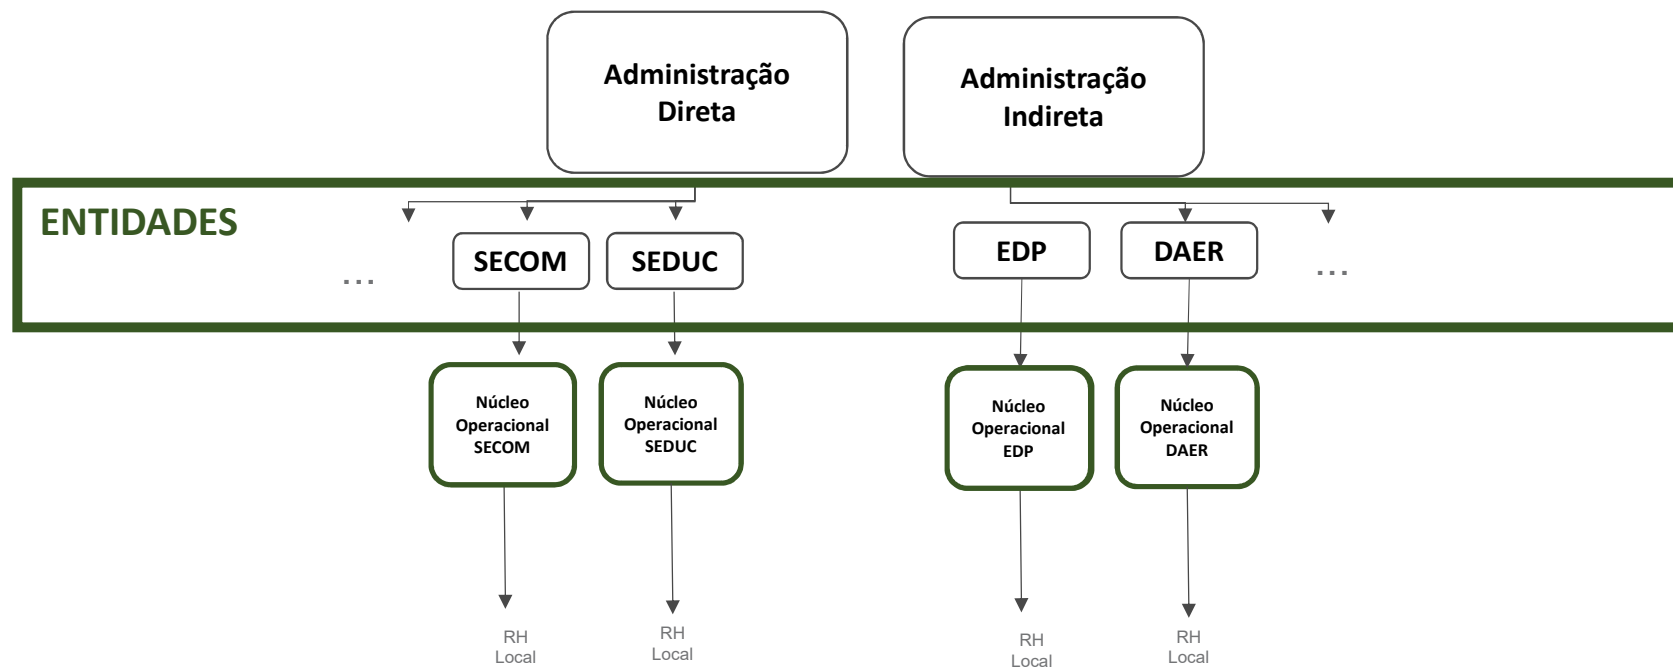 Administração
Direta
Administração
Indireta
ENTIDADES
...
SECOM
SEDUC
EDP
DAER
...
Núcleo
Operacional
SECOM
Núcleo
Operacional
SEDUC
Núcleo
Operacional
EDP
Núcleo
Operacional
DAER
RH
Local
RH
Local
RH
Local
RH
Local